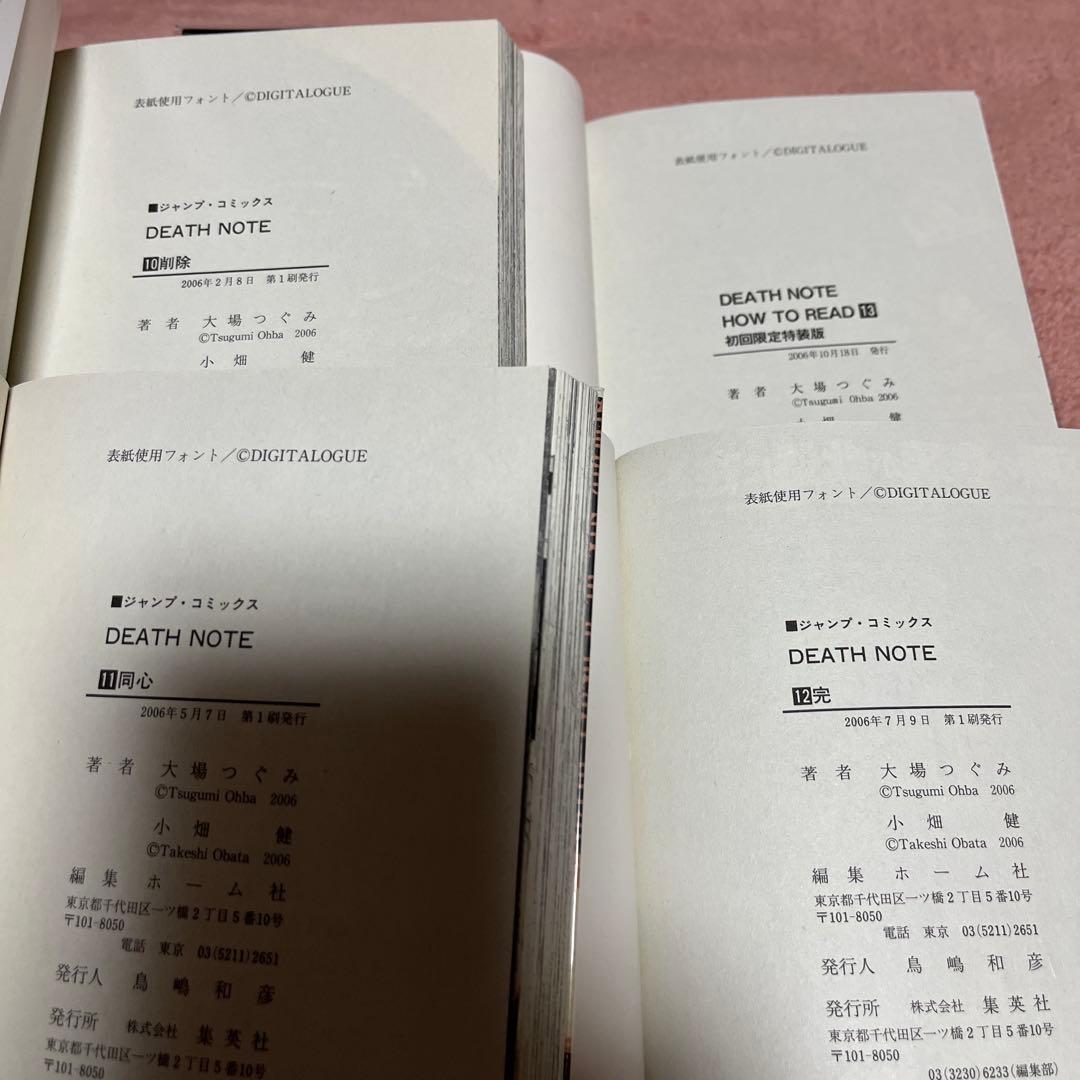 表紙使用フォント／©DIGITALOGUE
■ジャンプ・コミックス
DEATH NOTE
10削除
2006年2月8日　第1刷発行
著者　大場つぐみ
©Tsugumi Ohba 2006
小畑　健
表紙使用フォント／©DIGITALOGUE
DEATH NOTE
HOW TO READ 13
初回限定特装版
2006年10月18日　発行
著者　大場つぐみ
©Tsugumi Ohba 2006
小畑　健
表紙使用フォント／©DIGITALOGUE
■ジャンプ・コミックス
DEATH NOTE
11同心
2006年5月7日　第1刷発行
著者　大場つぐみ
©Tsugumi Ohba 2006
小畑　健
©Takeshi Obata 2006
編集　ホーム社
東京都千代田区一ツ橋2丁目5番10号
〒101-8050
電話　東京　03(5211)2651
発行人　鳥嶋和彦
発行所　株式会社　集英社
東京都千代田区一ツ橋2丁目5番10号
〒101-8050
表紙使用フォント／©DIGITALOGUE
■ジャンプ・コミックス
DEATH NOTE
12完
2006年7月9日　第1刷発行
著者　大場つぐみ
©Tsugumi Ohba 2006
小畑　健
©Takeshi Obata 2006
編集　ホーム社
東京都千代田区一ツ橋2丁目5番10号
〒101-8050
電話　東京　03(5211)2651
発行人　鳥嶋和彦
発行所　株式会社　集英社
東京都千代田区一ツ橋2丁目5番10号
〒101-8050
03(3230)6233(編集部)